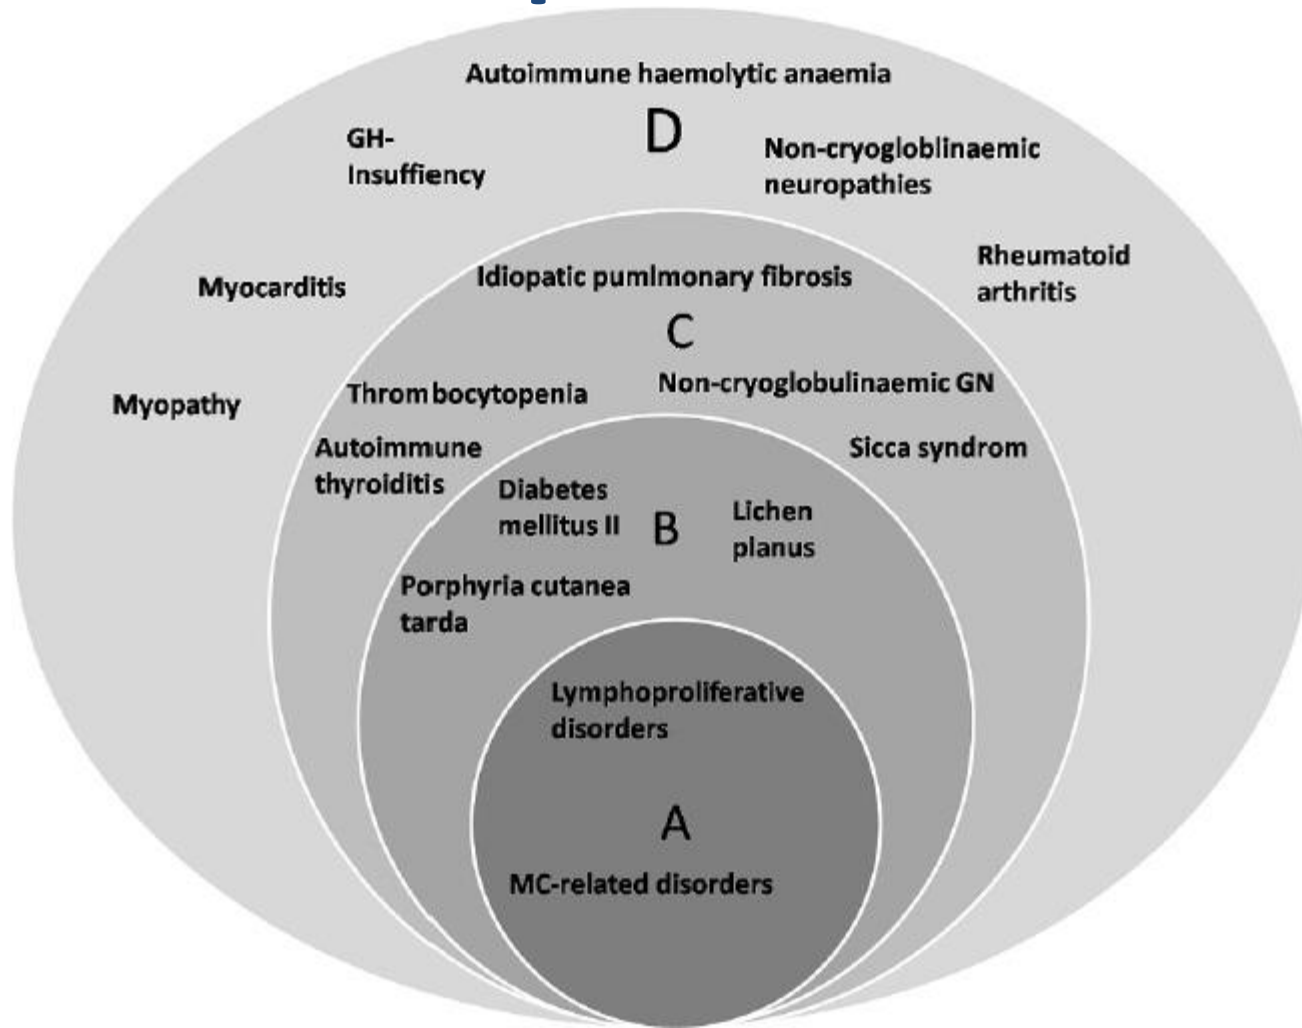 Autoimmune haemolytic anaemia
D
GH-
Insuffiency
Non-cryogloblinaemic
neuropathies
Rheumatoid
arthritis
Myocarditis
Idiopatic pumlmonary fibrosis
C
Non-cryoglobulinaemic GN
Thrombocytopenia
Myopathy
Autoimmune
thyroiditis
Sicca syndrom
Diabetes
mellitus II
B
Lichen
planus
Porphyria cutanea
tarda
Lymphoproliferative
disorders
A
MC-related disorders